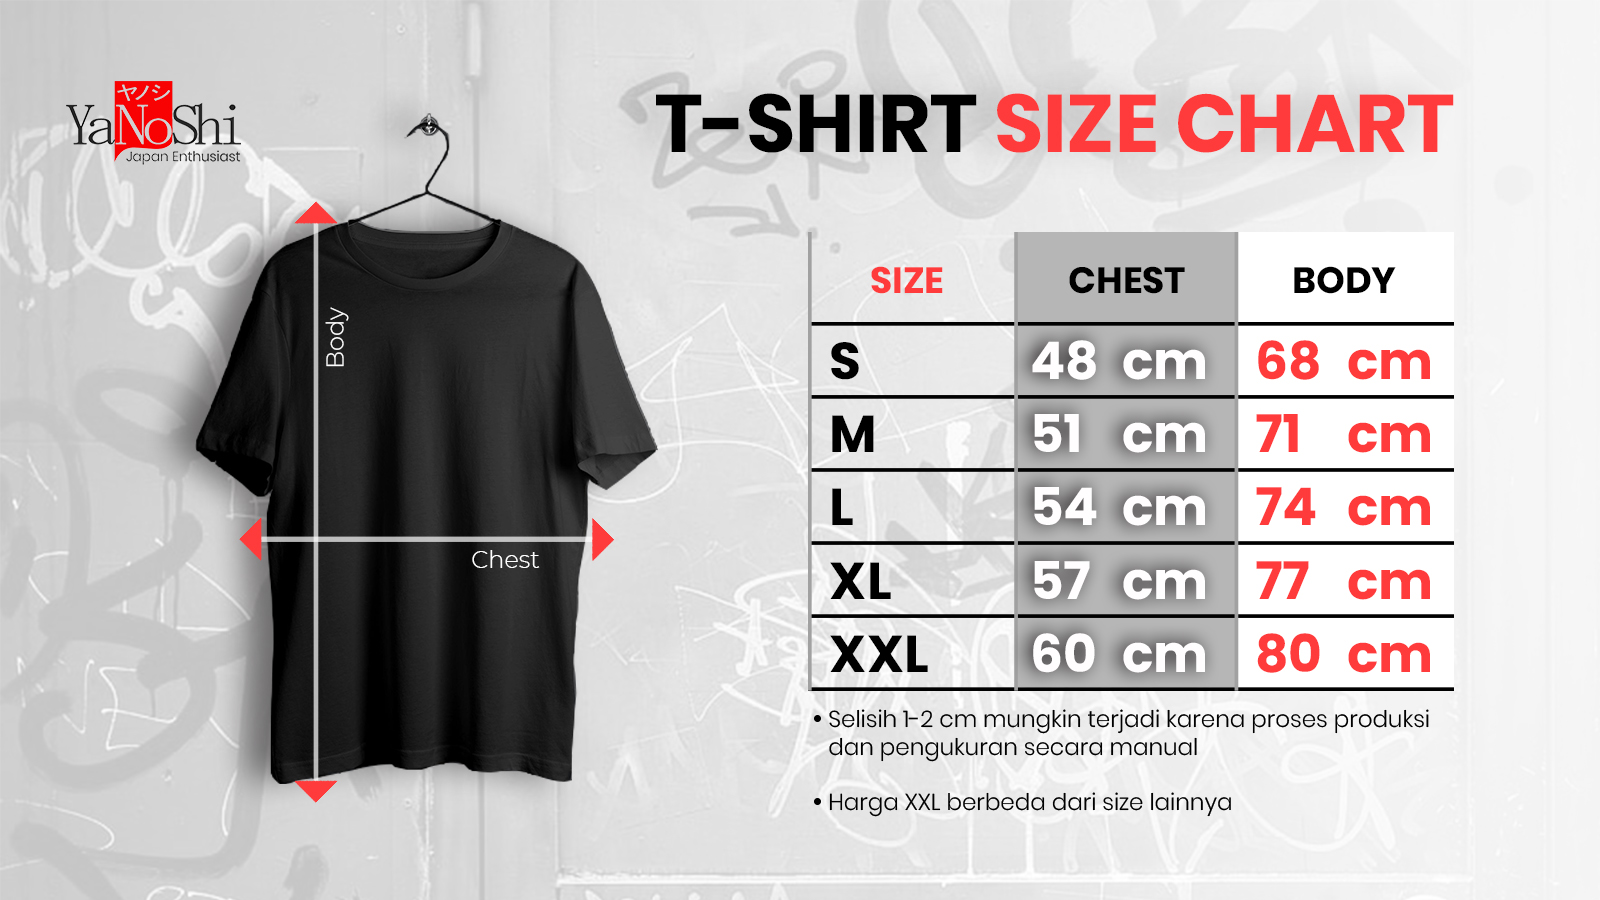 ヤノシ
YaNoShi
Japan Enthusiast
T-SHIRT SIZE CHART
Body
Chest
SIZE CHEST BODY
S 48 cm 68 cm
M 51 cm 71 cm
L 54 cm 74 cm
XL 57 cm 77 cm
XXL 60 cm 80 cm
• Selisih 1-2 cm mungkin terjadi karena proses produksi
dan pengukuran secara manual
• Harga XXL berbeda dari size lainnya